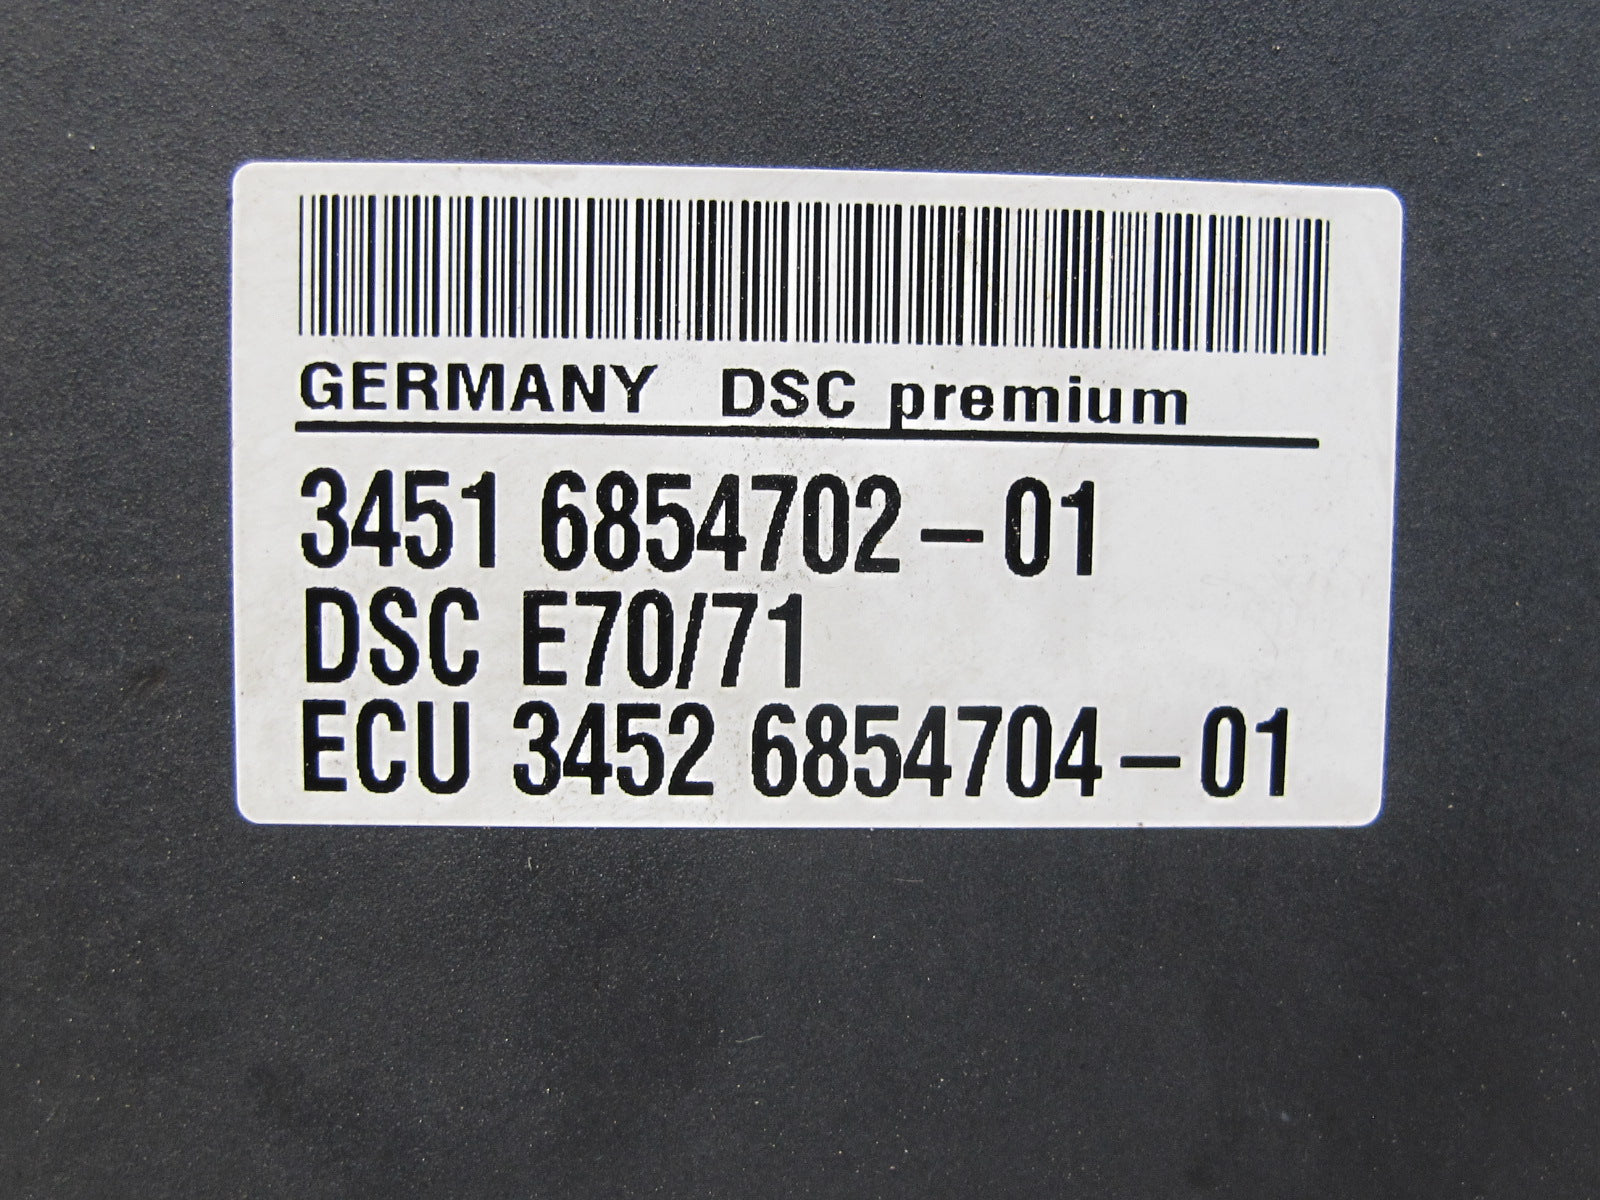 GERMANY DSC premium
3451 6854702-01
DSC E70/71
ECU 3452 6854704-01